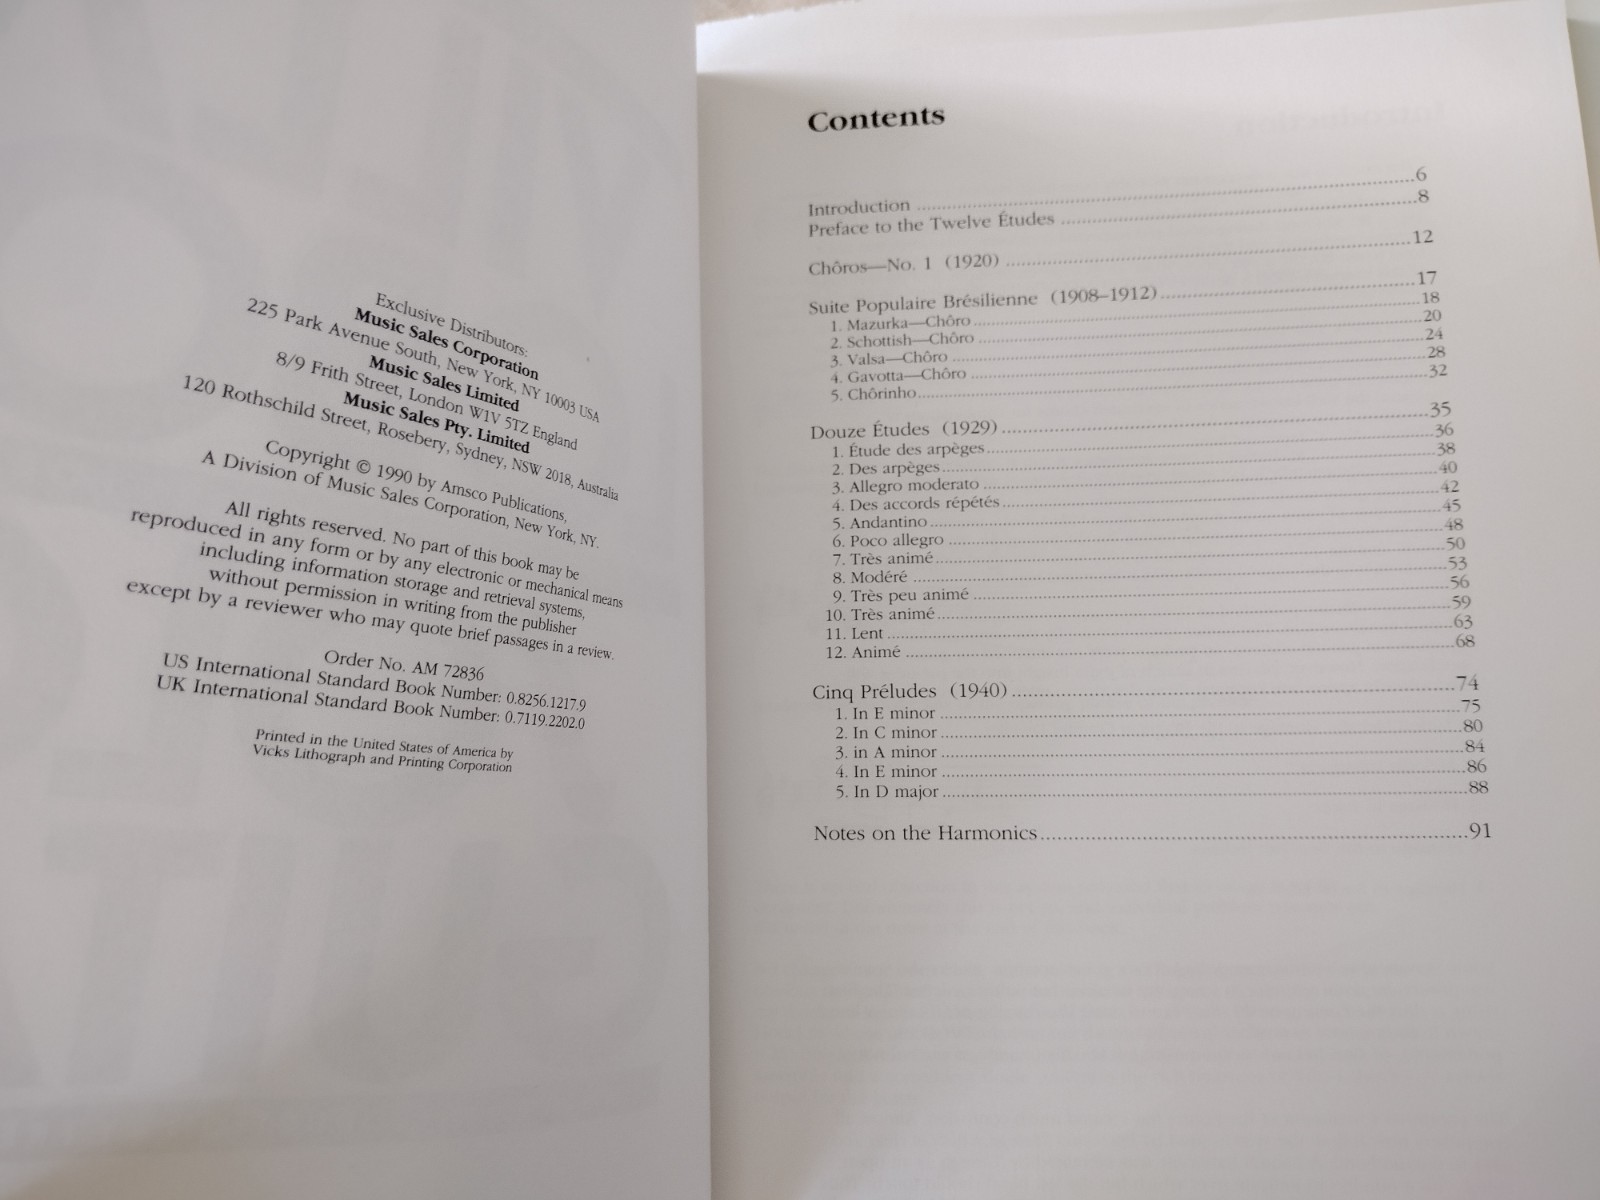 Exclusive Distributors:
Music Sales Corporation
225 Park Avenue South, New York, NY 10003 USA
Music Sales Limited
8/9 Frith Street, London W1V 5TZ England
Music Sales Pty. Limited
120 Rothschild Street, Rosebery, Sydney, NSW 2018, Australia
Copyright © 1990 by Amsco Publications,
A Division of Music Sales Corporation, New York, NY.
All rights reserved. No part of this book may be
reproduced in any form or by any electronic or mechanical means
including information storage and retrieval systems,
without permission in writing from the publisher
except by a reviewer who may quote brief passages in a review.
Order No. AM 72836
US International Standard Book Number: 0.8256.1217.9
UK International Standard Book Number: 0.7119.2202.0
Printed in the United States of America by
Vicks Lithograph and Printing Corporation
Contents
Introduction ........ 6
Preface to the Twelve Études ........ 8
Chôros—No. 1 (1920) ........ 12
Suite Populaire Brésilienne (1908–1912) ........ 17
1. Mazurka—Chôro ........ 18
2. Schottish—Chôro ........ 20
3. Valsa—Chôro ........ 24
4. Gavotta—Chôro ........ 28
5. Chôrinho ........ 32
Douze Études (1929) ........ 35
1. Étude des arpèges ........ 36
2. Des arpèges ........ 38
3. Allegro moderato ........ 40
4. Des accords répétés ........ 42
5. Andantino ........ 45
6. Poco allegro ........ 48
7. Très animé ........ 50
8. Modéré ........ 53
9. Très peu animé ........ 56
10. Très animé ........ 59
11. Lent ........ 63
12. Animé ........ 68
Cinq Préludes (1940) ........ 74
1. In E minor ........ 75
2. In C minor ........ 80
3. in A minor ........ 84
4. In E minor ........ 86
5. In D major ........ 88
Notes on the Harmonics ........ 91